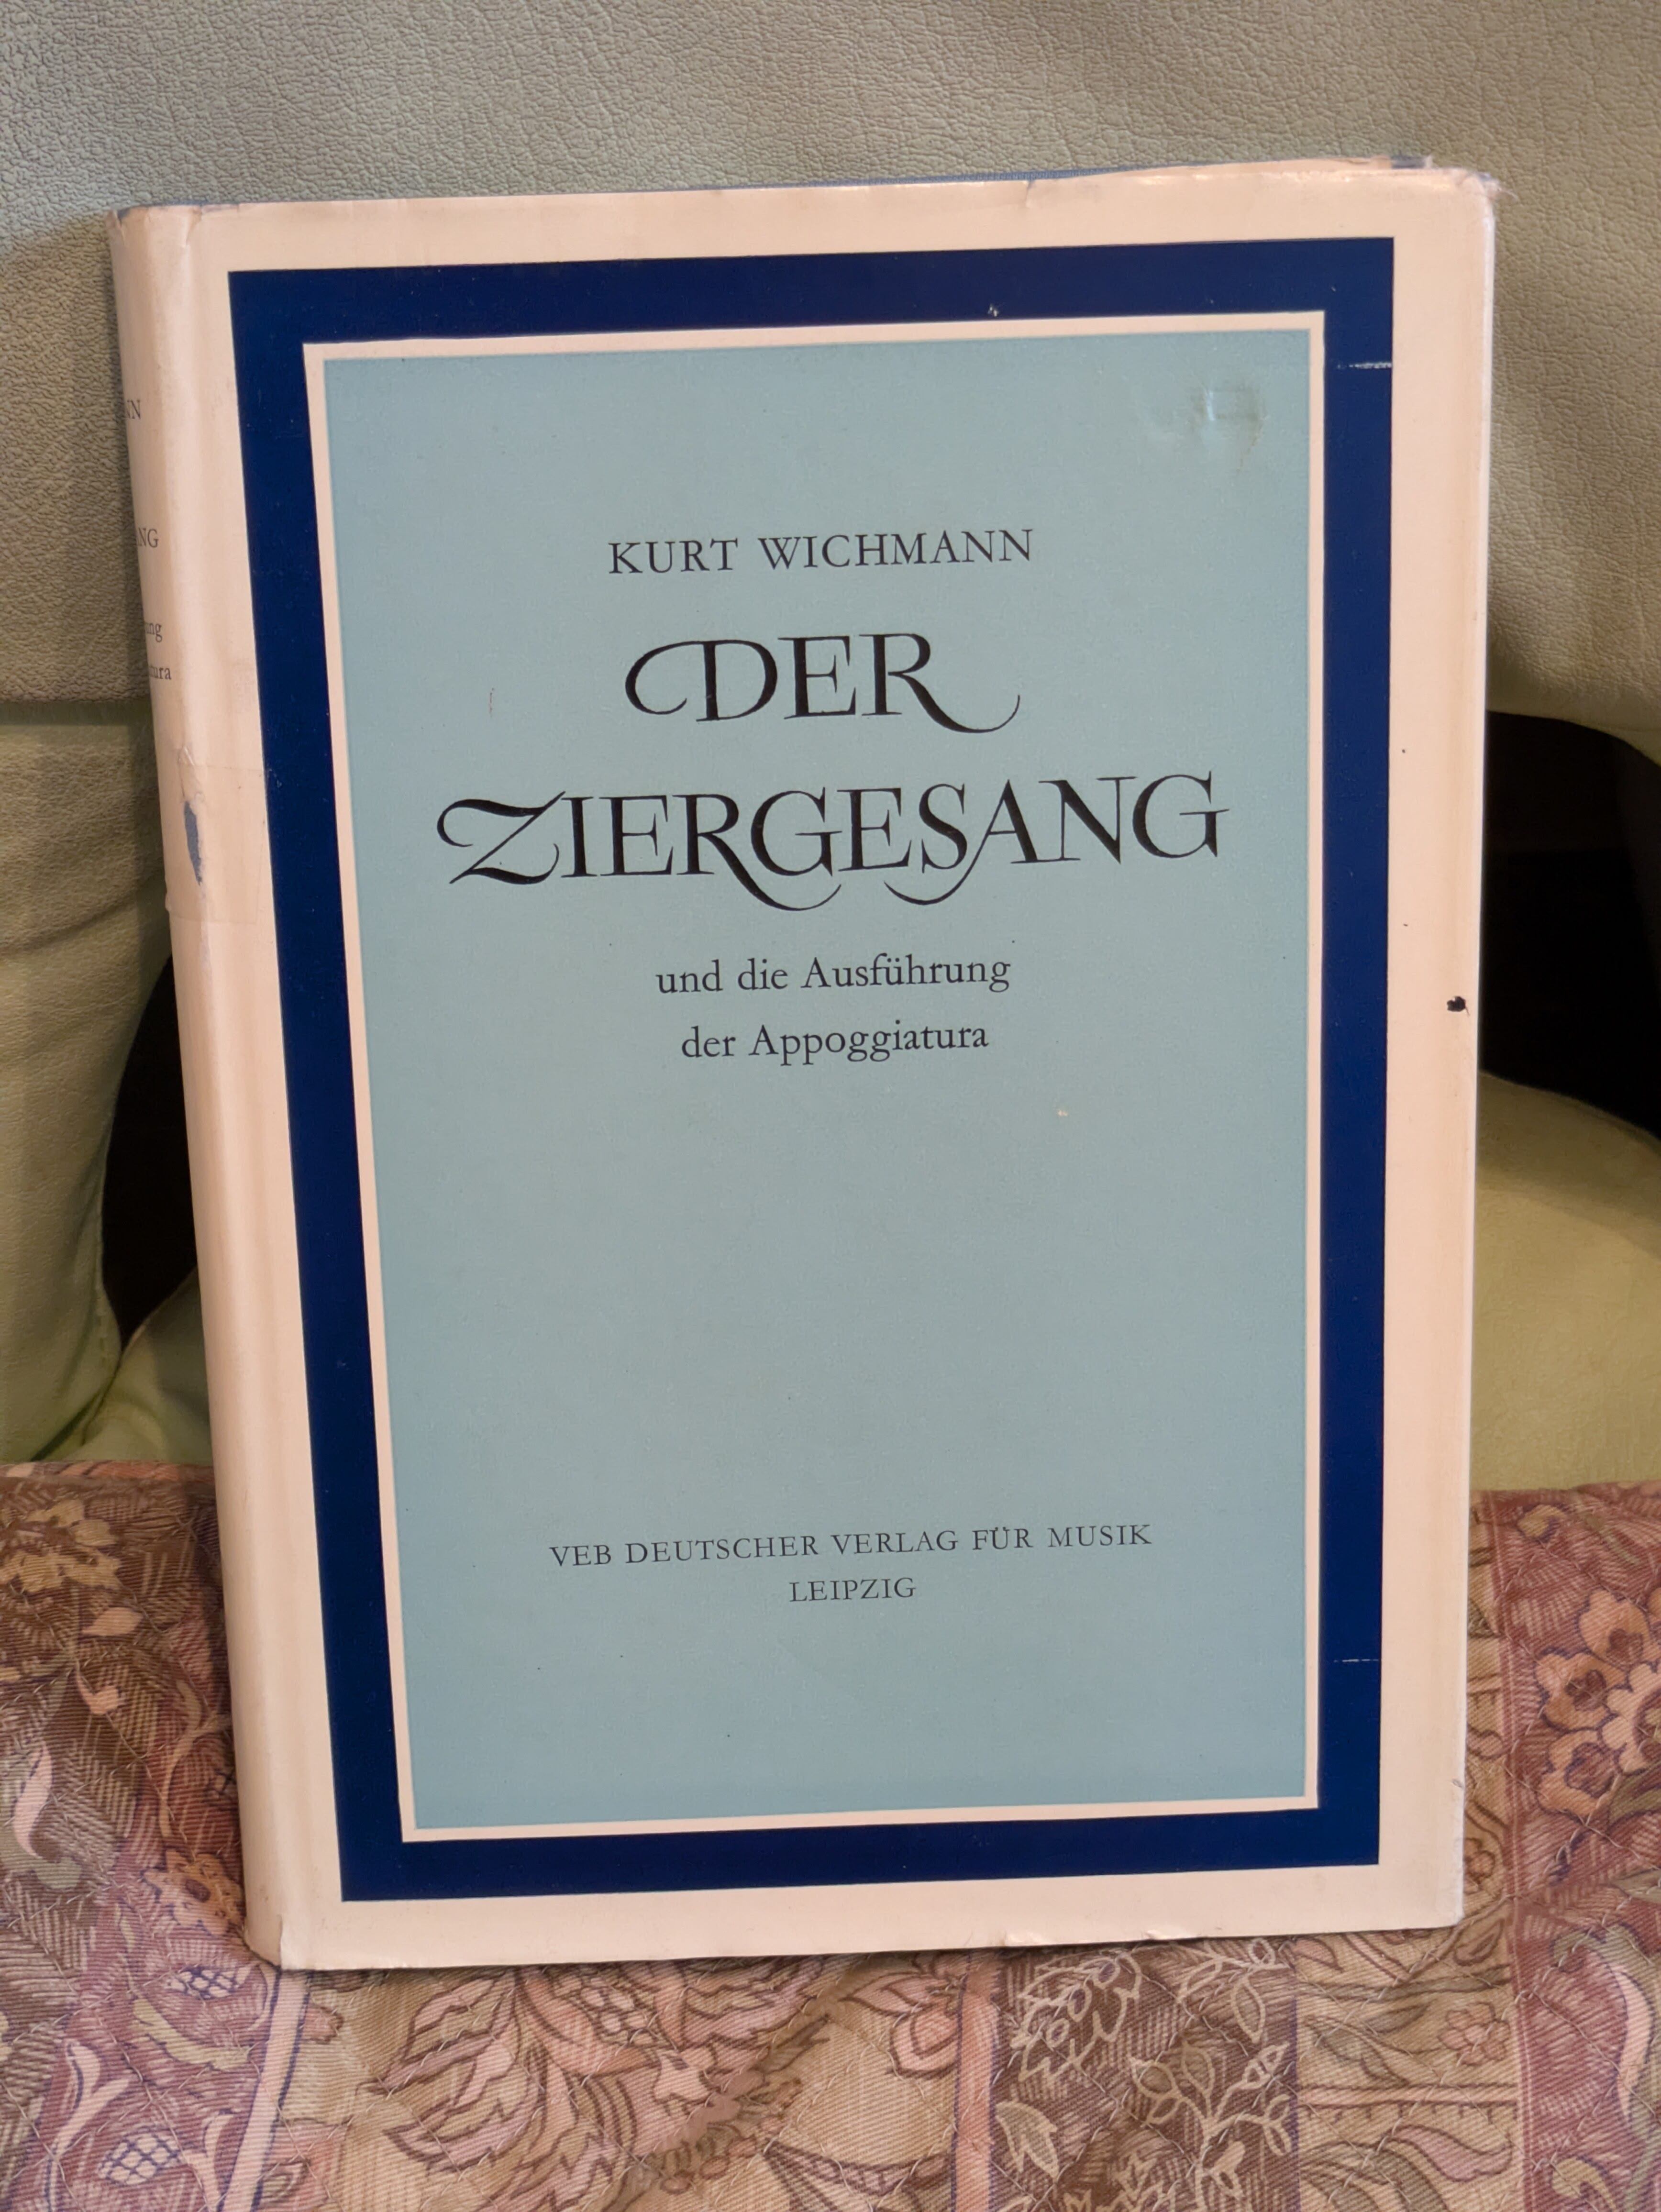 KURT WICHMANN
DER
ZIERGESANG
und die Ausführung
der Appoggiatura
VEB DEUTSCHER VERLAG FÜR MUSIK
LEIPZIG